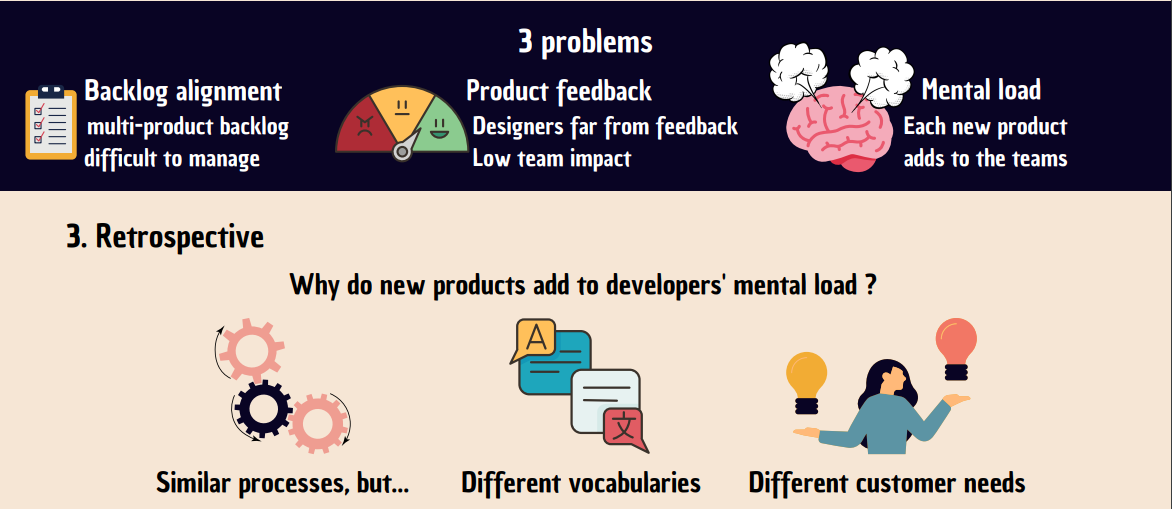 3 problems
Backlog alignment
multi-product backlog
difficult to manage
Product feedback
Designers far from feedback
Low team impact
Mental load
Each new product
adds to the teams
3. Retrospective
Why do new products add to developers' mental load ?
A
文
Similar processes, but...
Different vocabularies
Different customer needs